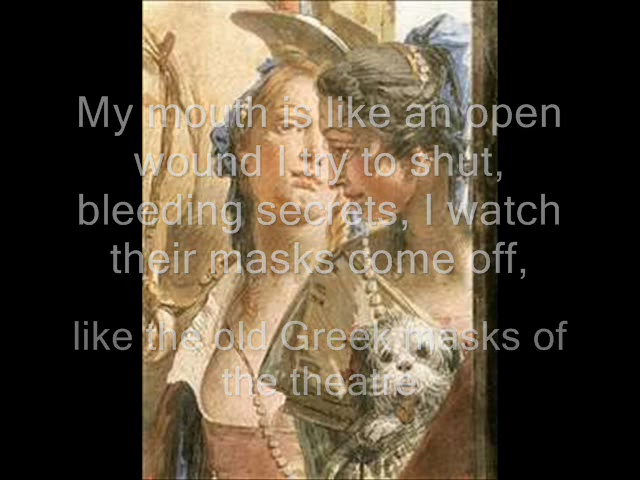 My mouth is like an open
wound I try to shut,
bleeding secrets, I watch
their masks come off,
like the old Greek masks of
the theatre